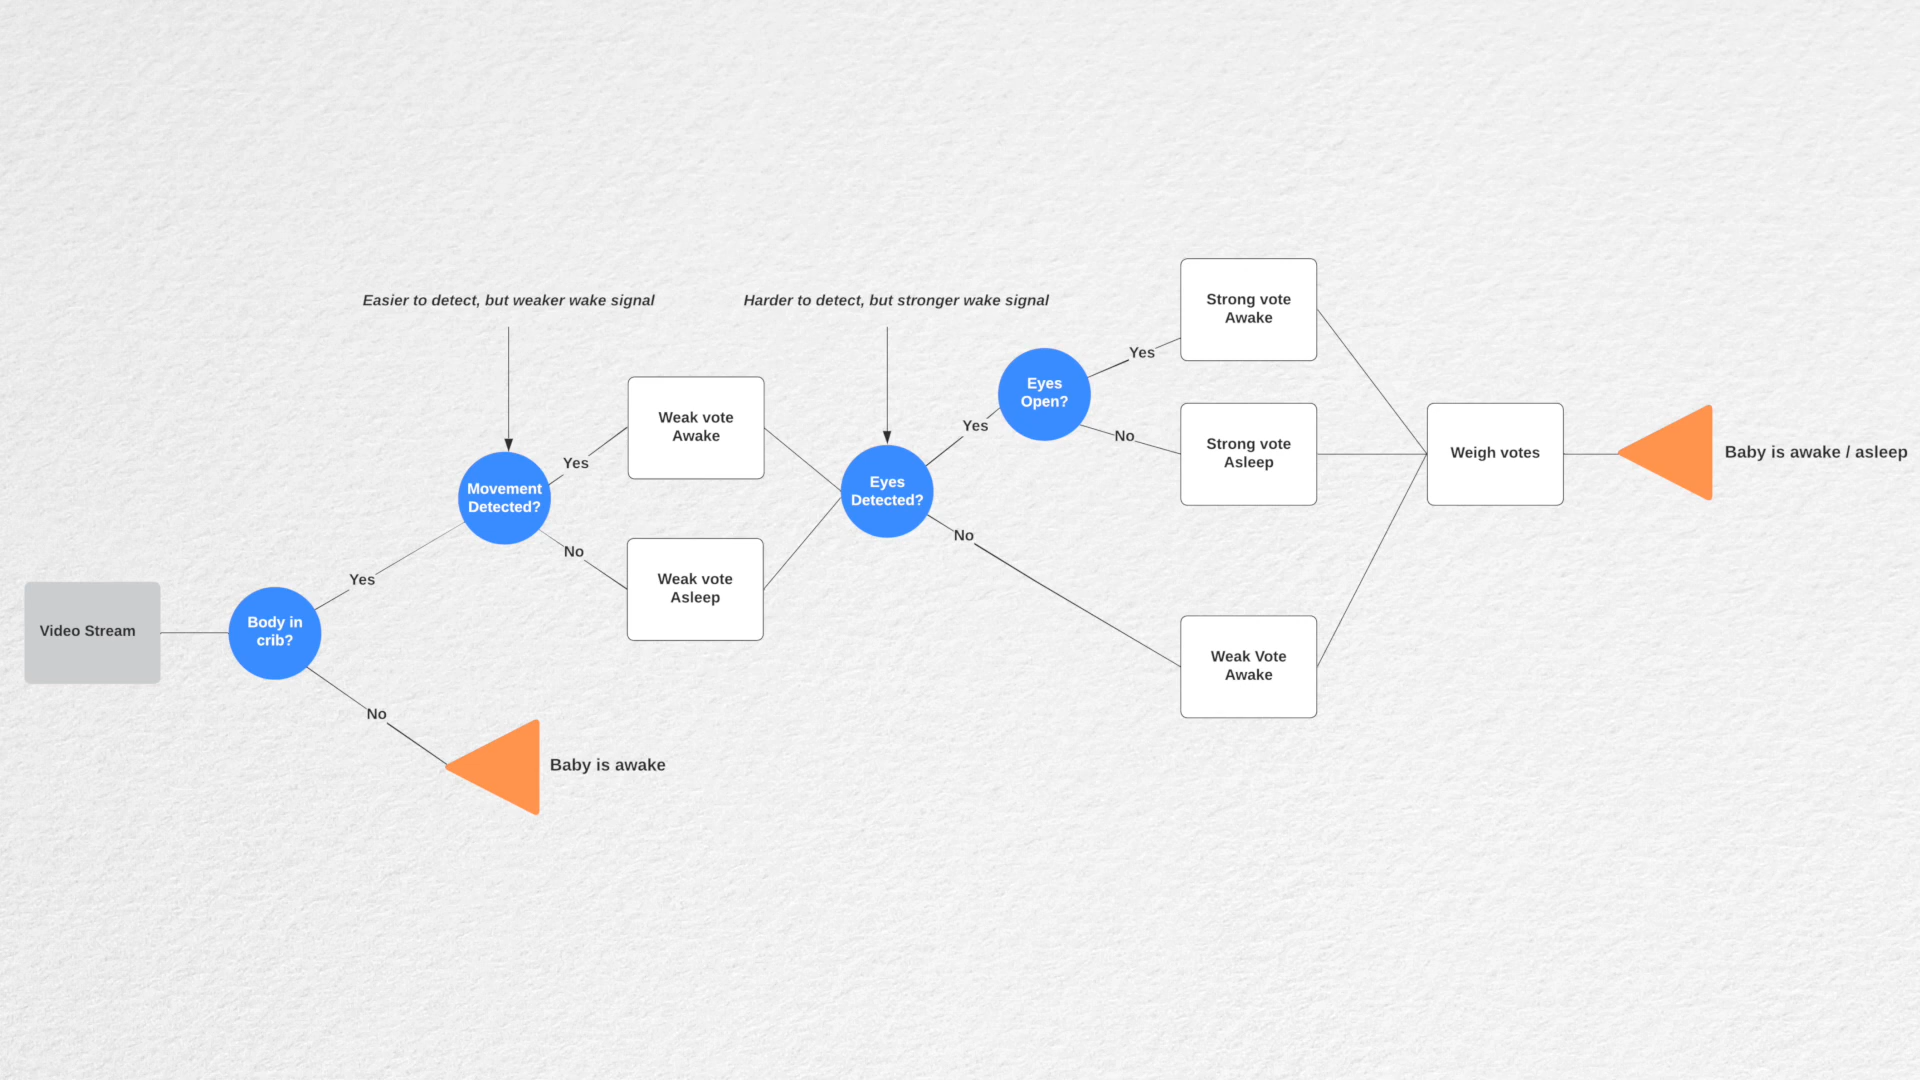 Easier to detect, but weaker wake signal
Harder to detect, but stronger wake signal
Video Stream
Body in
crib?
Yes
No
Baby is awake
Movement
Detected?
Yes
No
Weak vote
Awake
Weak vote
Asleep
Eyes
Detected?
Yes
No
Eyes
Open?
Yes
No
Strong vote
Awake
Strong vote
Asleep
Weak Vote
Awake
Weigh votes
Baby is awake / asleep